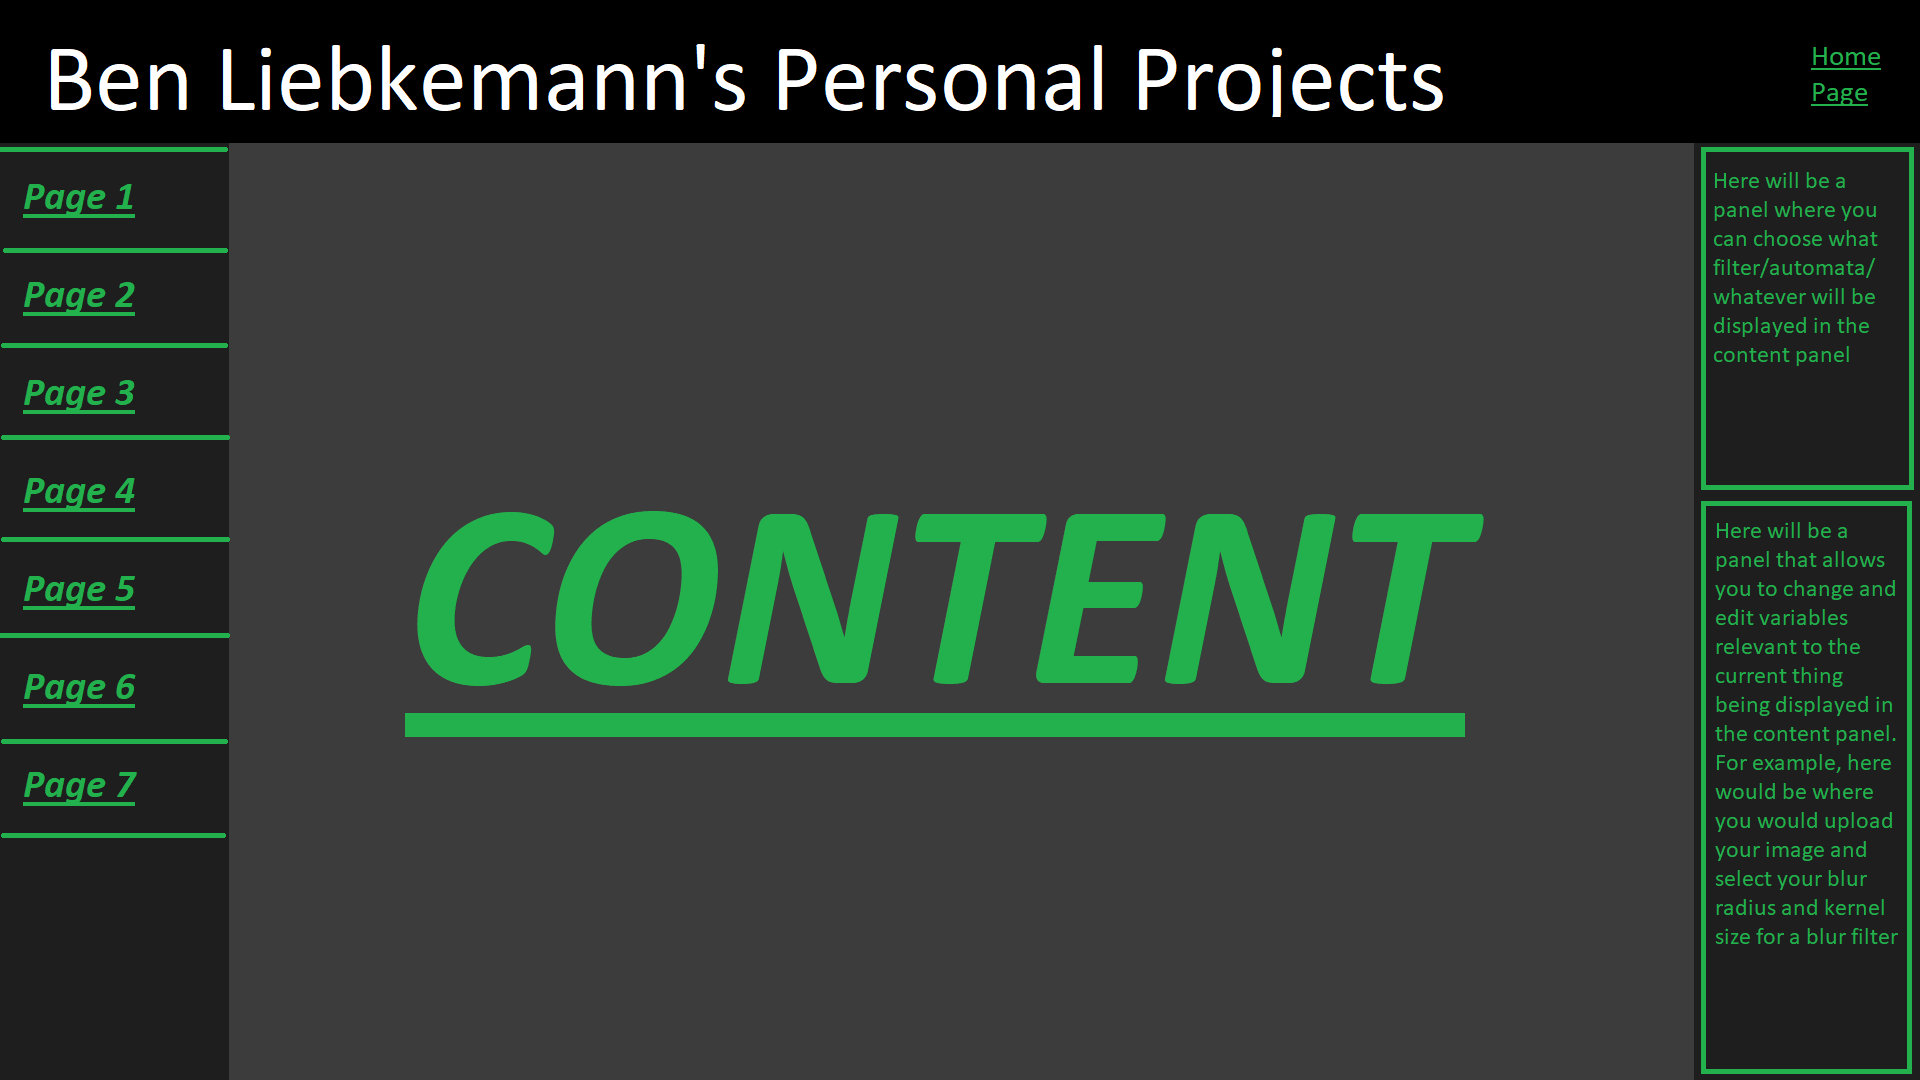 Ben Liebkemann's Personal Projects
Home
Page
Page 1
Page 2
Page 3
Page 4
Page 5
Page 6
Page 7
CONTENT
Here will be a
panel where you
can choose what
filter/automata/
whatever will be
displayed in the
content panel
Here will be a
panel that allows
you to change and
edit variables
relevant to the
current thing
being displayed in
the content panel.
For example, here
would be where
you would upload
your image and
select your blur
radius and kernel
size for a blur filter